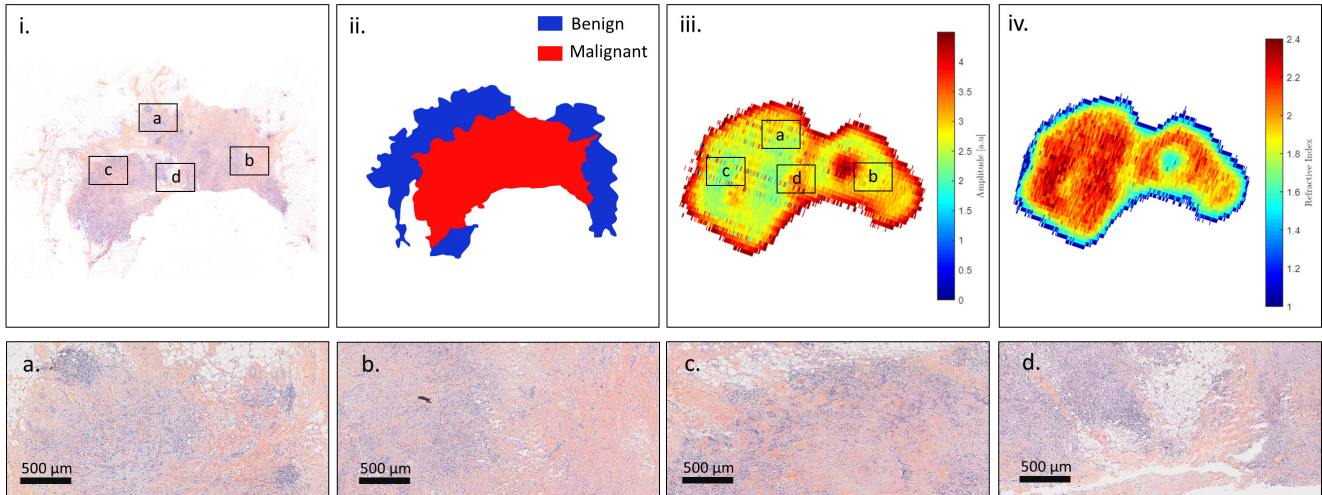 i.
a
b
c
d
ii.
Benign
Malignant
iii.
a
b
c
d
4
3.5
3
2.5
2
1.5
1
0.5
0
Amplitude [a.u]
iv.
2.4
2.2
2
1.8
1.6
1.4
1.2
1
Refractive Index
a.
500 µm
b.
500 µm
c.
500 µm
d.
500 µm